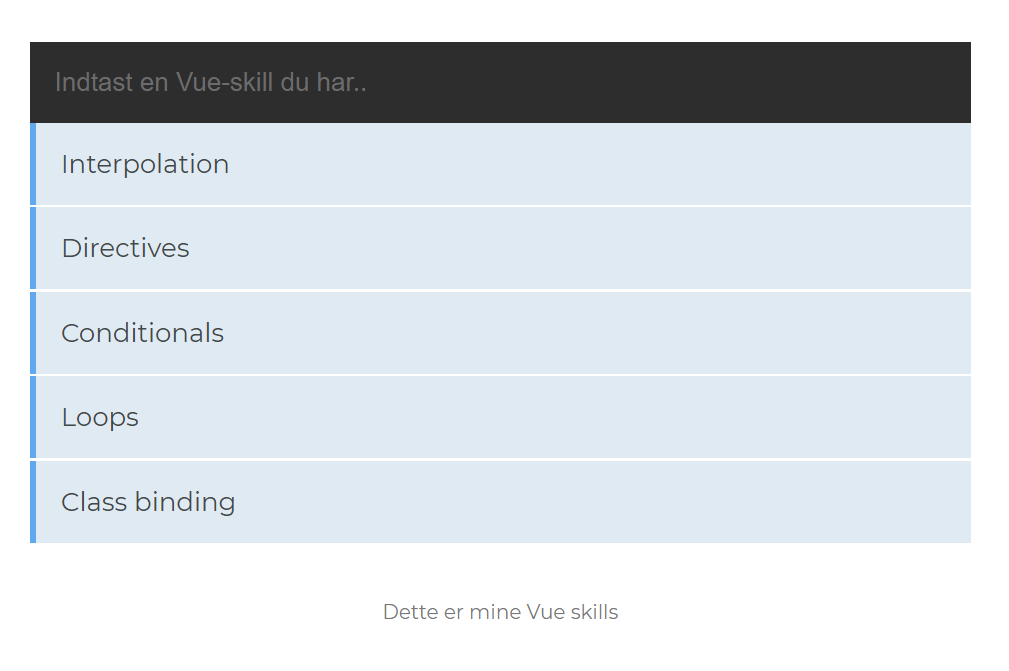 Indtast en Vue-skill du har..
Interpolation
Directives
Conditionals
Loops
Class binding
Dette er mine Vue skills